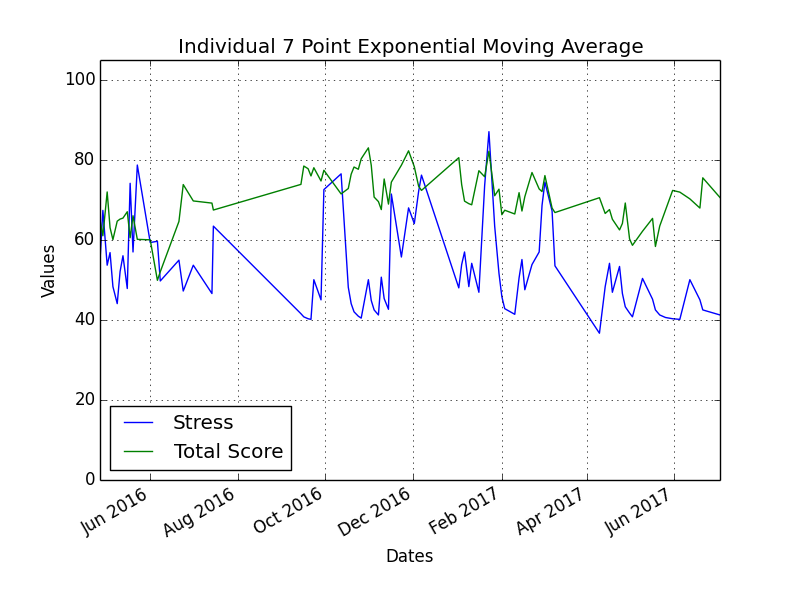 Individual 7 Point Exponential Moving Average
100
80
60
40
20
0
Values
Stress
Total Score
Jun 2016
Aug 2016
Oct 2016
Dec 2016
Feb 2017
Apr 2017
Jun 2017
Dates